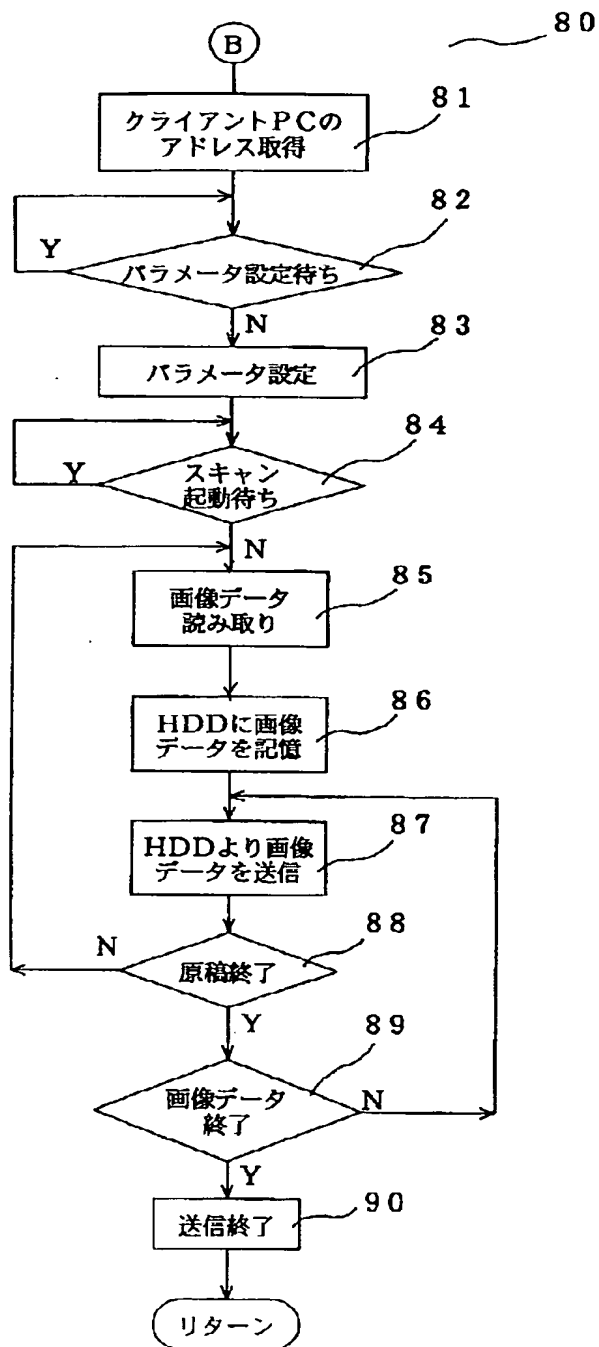 80
B
81
クライアントPCの
アドレス取得
82
Y
パラメータ設定待ち
N
83
パラメータ設定
84
Y
スキャン
起動待ち
N
85
画像データ
読み取り
86
HDDに画像
データを記憶
87
HDDより画像
データを送信
88
N
原稿終了
Y
89
画像データ
終了
N
Y
90
送信終了
リターン